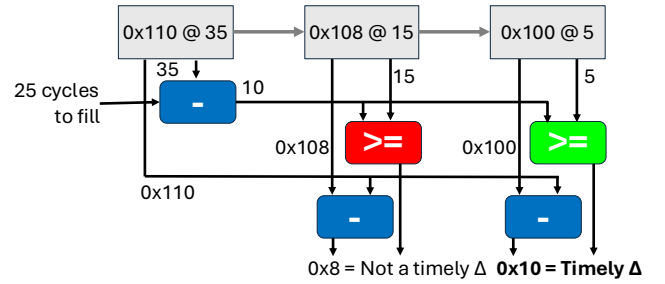 0x110 @ 35
0x108 @ 15
0x100 @ 5
35
15
5
25 cycles
to fill
10
-
>=
>=
0x108
0x100
0x110
-
-
0x8 = Not a timely Δ
0x10 = Timely Δ